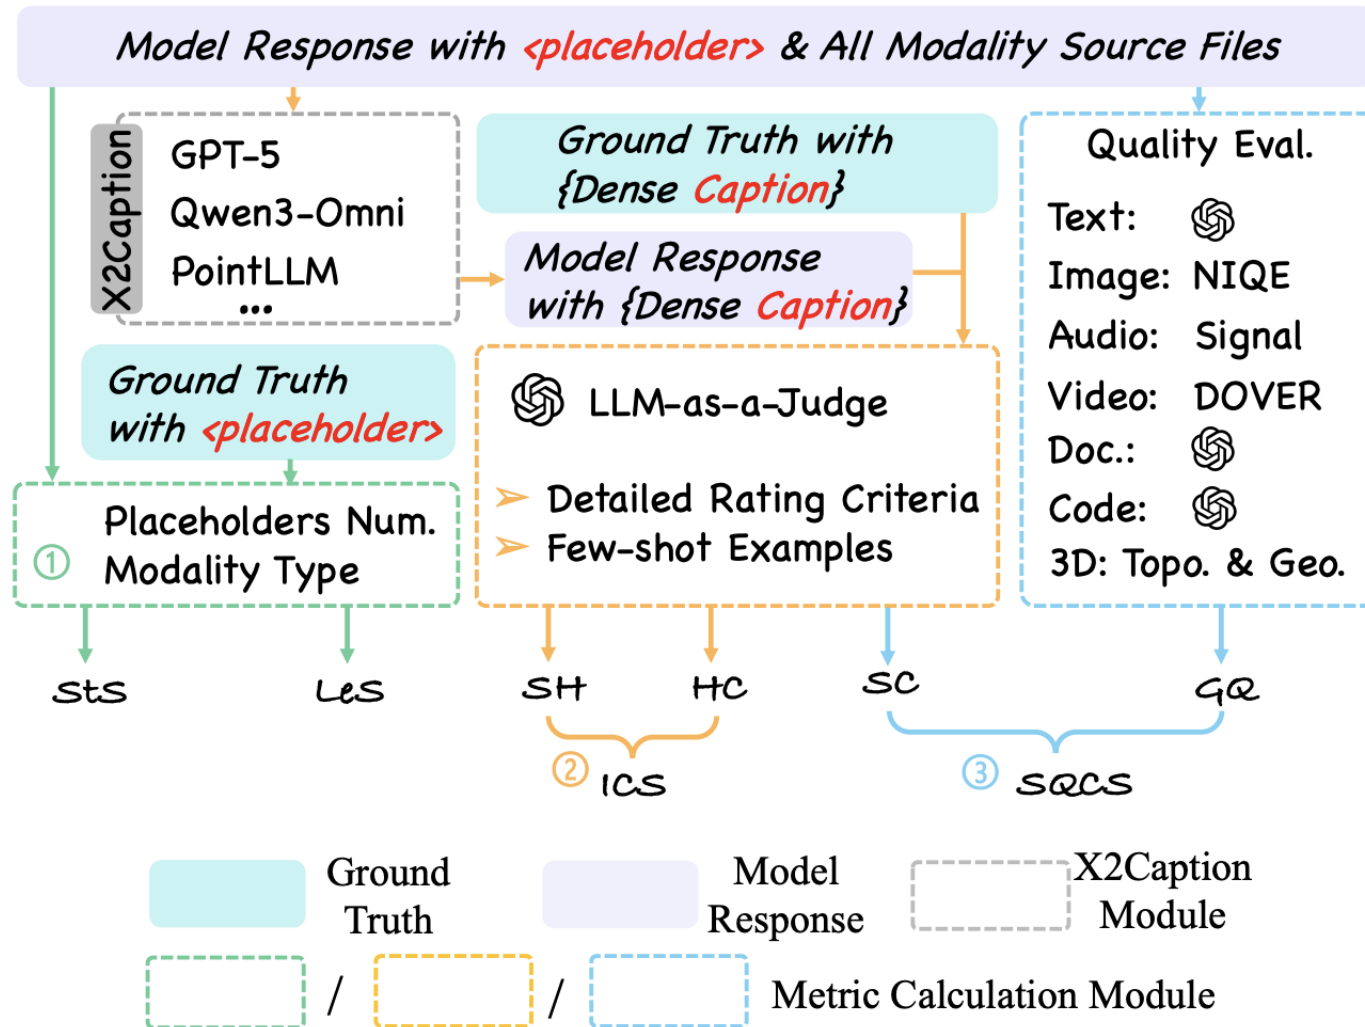 Model Response with <placeholder> & All Modality Source Files
X2Caption
GPT-5
Qwen3-Omni
PointLLM
...
Ground Truth with
{Dense Caption}
Model Response
with {Dense Caption}
Ground Truth
with <placeholder>
① Placeholders Num.
Modality Type
LLM-as-a-Judge
➢ Detailed Rating Criteria
➢ Few-shot Examples
Quality Eval.
Text:
Image: NIQE
Audio: Signal
Video: DOVER
Doc.:
Code:
3D: Topo. & Geo.
StS LeS SH HC SC GQ
② ICS ③ SQCS
Ground
Truth
Model
Response
X2Caption
Module
/ / Metric Calculation Module